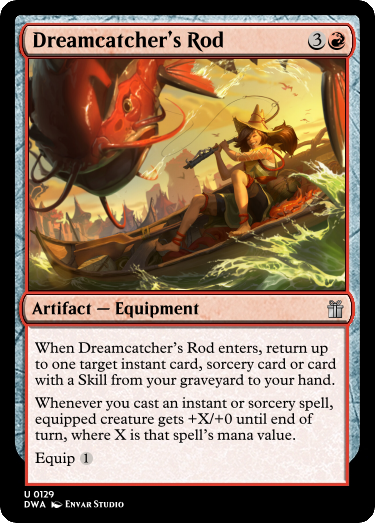 Dreamcatcher's Rod 3
Artifact — Equipment
When Dreamcatcher's Rod enters, return up
to one target instant card, sorcery card or card
with a Skill from your graveyard to your hand.
Whenever you cast an instant or sorcery spell,
equipped creature gets +X/+0 until end of
turn, where X is that spell's mana value.
Equip 1
U 0129
DWA Envar Studio